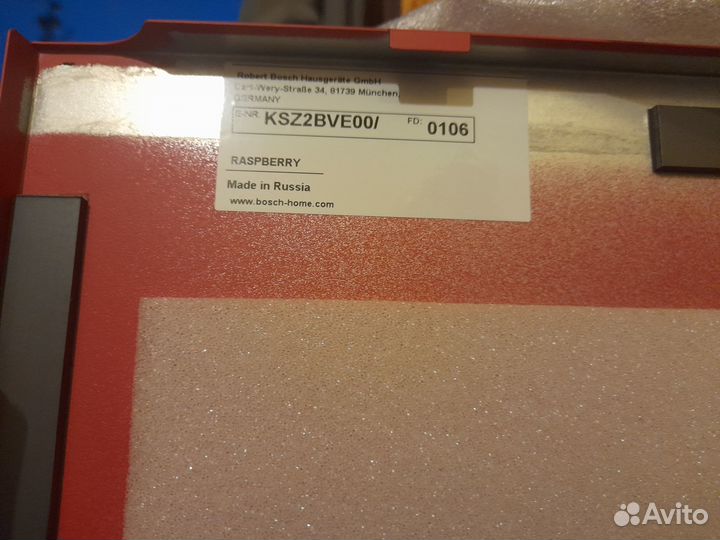 Robert Bosch Hausgeräte GmbH
Carl-Wery-Straße 34, 81739 München,
GERMANY
E-NR. KSZ2BVE00/ FD: 0106
RASPBERRY
Made in Russia
www.bosch-home.com
Avito